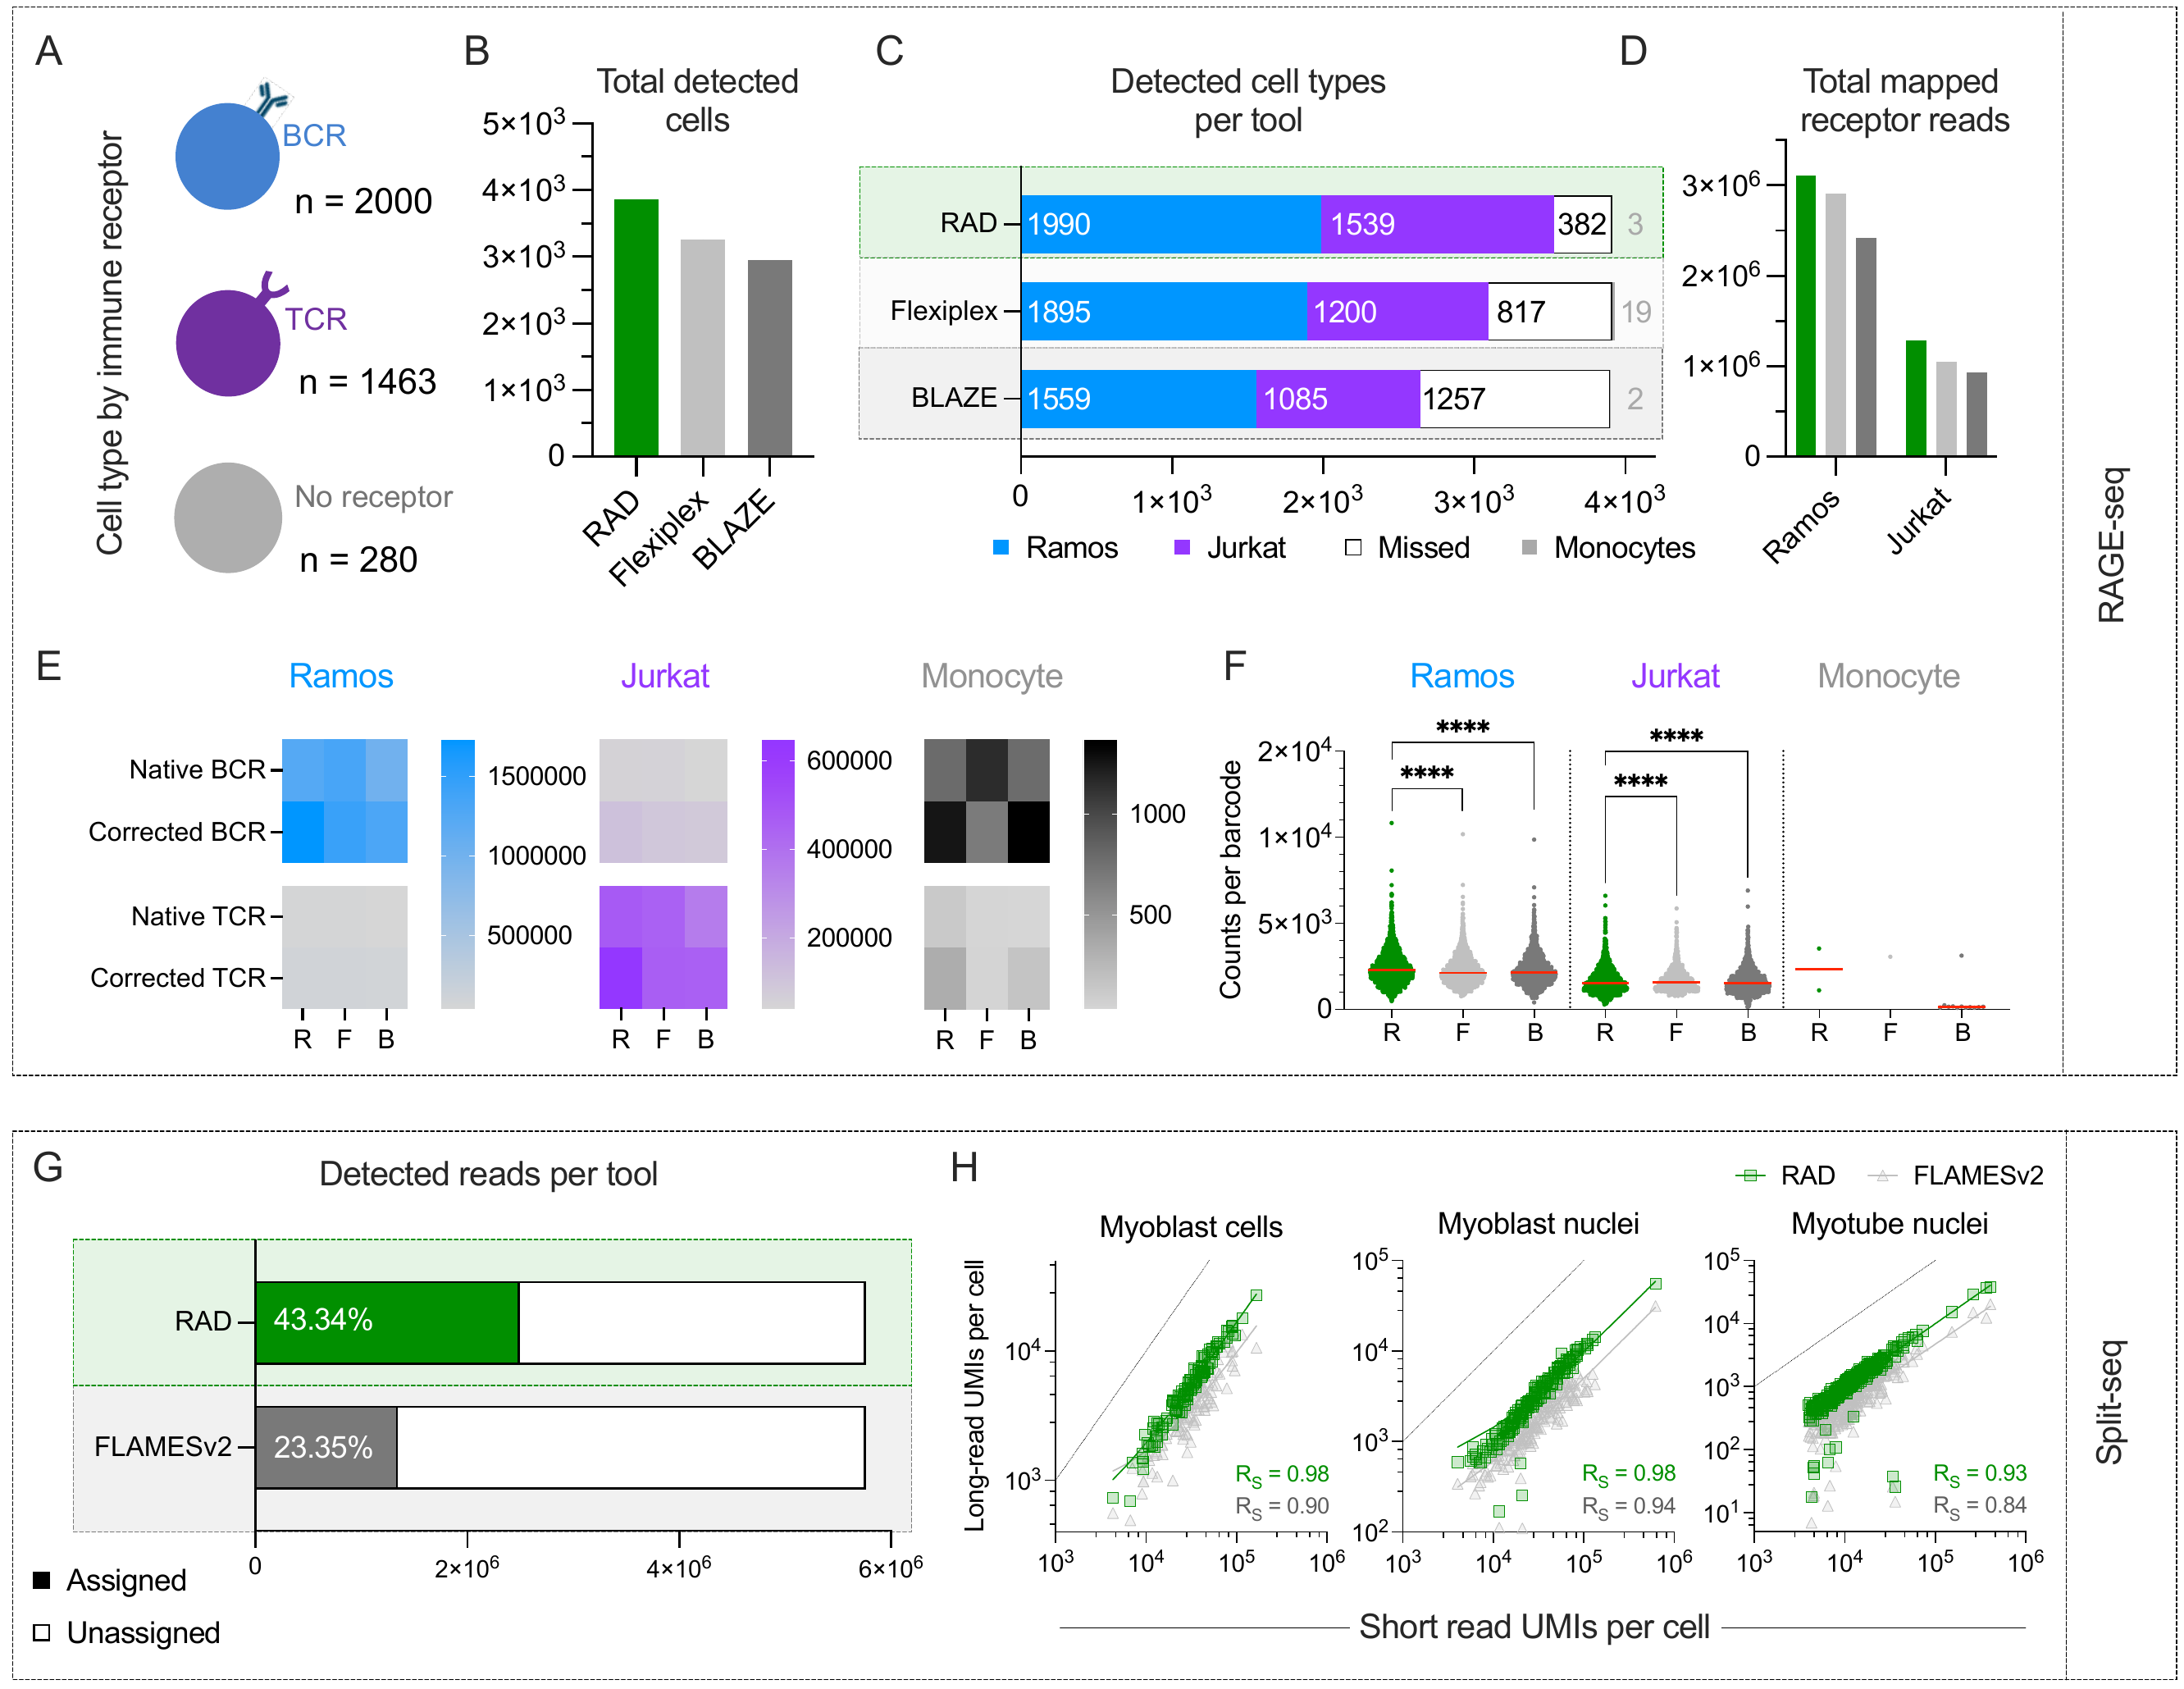 A
Cell type by immune receptor
BCR
n = 2000
TCR
n = 1463
No receptor
n = 280
B
Total detected
cells
5×10³
4×10³
3×10³
2×10³
1×10³
0
RAD
Flexiplex
BLAZE
C
Detected cell types
per tool
RAD
1990
1539
382
3
Flexiplex
1895
1200
817
19
BLAZE
1559
1085
1257
2
0
1×10³
2×10³
3×10³
4×10³
Ramos
Jurkat
Missed
Monocytes
D
Total mapped
receptor reads
3×10⁶
2×10⁶
1×10⁶
0
Ramos
Jurkat
RAGE-seq
E
Ramos
Jurkat
Monocyte
Native BCR
Corrected BCR
Native TCR
Corrected TCR
R F B
1500000
1000000
500000
R F B
600000
400000
200000
R F B
1000
500
F
Ramos
Jurkat
Monocyte
Counts per barcode
2×10⁴
1×10⁴
5×10³
0
****
****
****
****
R F B
R F B
R F B
G
Detected reads per tool
RAD
43.34%
FLAMESv2
23.35%
0
2×10⁶
4×10⁶
6×10⁶
Assigned
Unassigned
H
RAD
FLAMESv2
Myoblast cells
Myoblast nuclei
Myotube nuclei
Long-read UMIs per cell
10⁴
10³
R_S = 0.98
R_S = 0.90
10³ 10⁴ 10⁵ 10⁶
10⁵
10⁴
10³
10²
R_S = 0.98
R_S = 0.94
10³ 10⁴ 10⁵ 10⁶
10⁵
10⁴
10³
10²
10¹
R_S = 0.93
R_S = 0.84
10³ 10⁴ 10⁵ 10⁶
Short read UMIs per cell
Split-seq